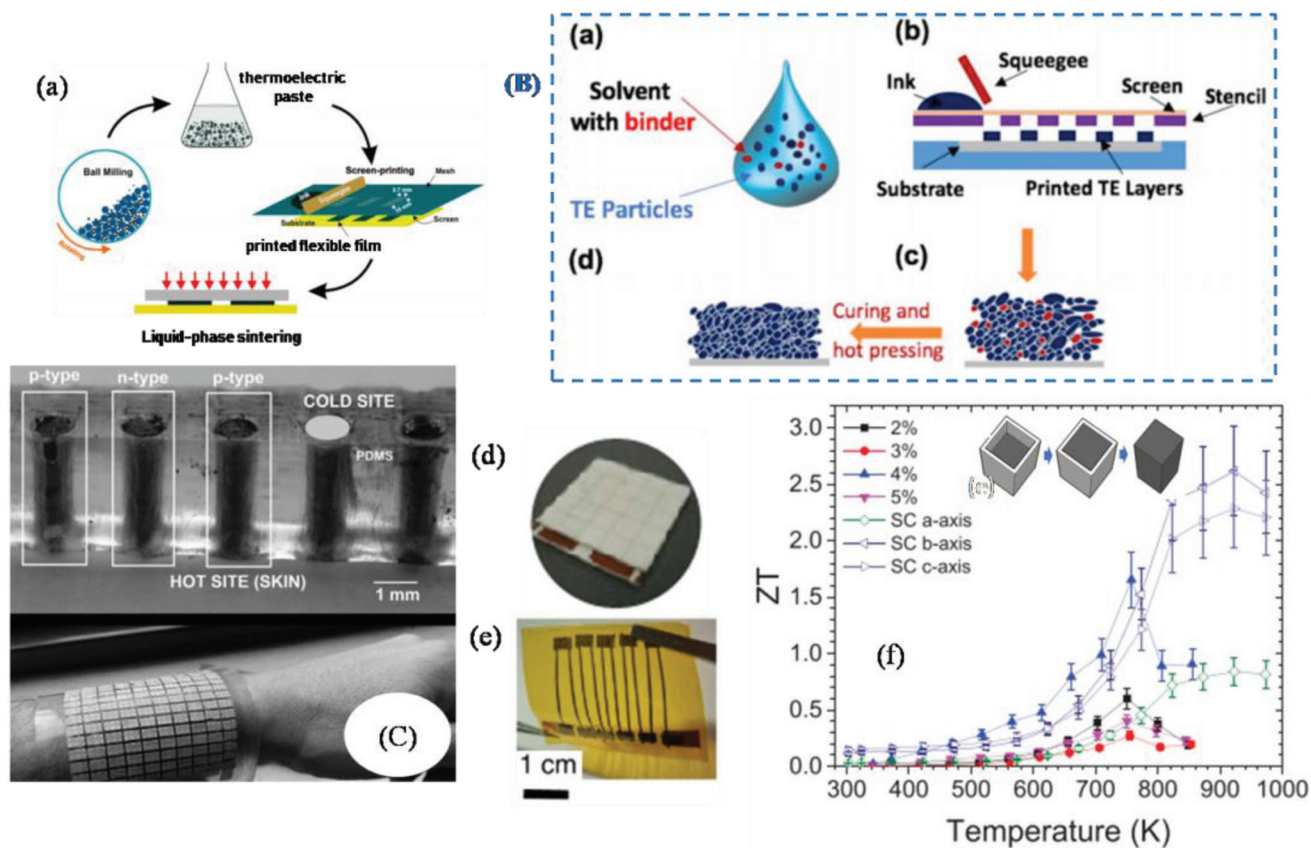 (a)
thermoelectric
paste
Ball Milling
Rotating
Screen-printing
Mesh
Ink
Squeegee
Substrate
Screen
printed flexible film
Liquid-phase sintering
(B)
(a)
Solvent
with binder
TE Particles
(b)
Squeegee
Ink
Screen
Stencil
Substrate
Printed TE Layers
(d)
(c)
Curing and
hot pressing
p-type
n-type
p-type
COLD SITE
PDMS
HOT SITE (SKIN)
1 mm
(C)
(d)
(e)
1 cm
ZT
3.0
2.5
2.0
1.5
1.0
0.5
0.0
2%
3%
4%
5%
SC a-axis
SC b-axis
SC c-axis
(f)
300 400 500 600 700 800 900 1000
Temperature (K)